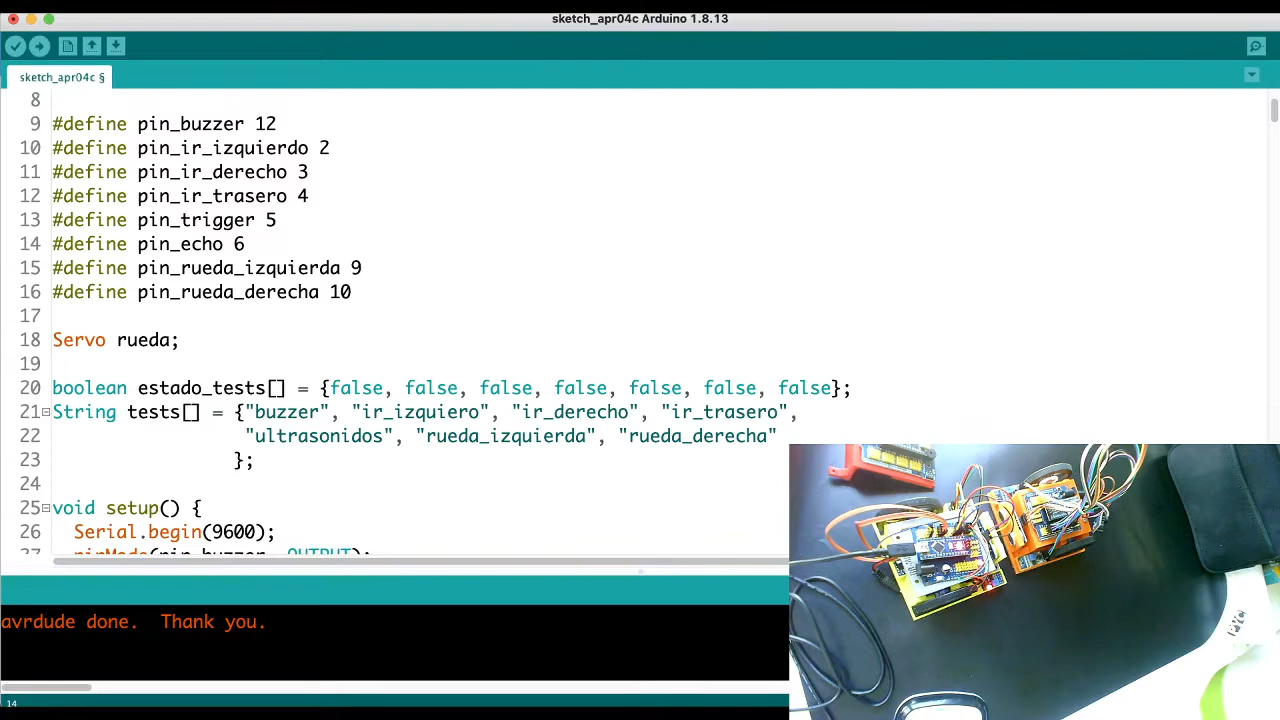 sketch_apr04c Arduino 1.8.13
sketch_apr04c §
8
9 #define pin_buzzer 12
10 #define pin_ir_izquierdo 2
11 #define pin_ir_derecho 3
12 #define pin_ir_trasero 4
13 #define pin_trigger 5
14 #define pin_echo 6
15 #define pin_rueda_izquierda 9
16 #define pin_rueda_derecha 10
17
18 Servo rueda;
19
20 boolean estado_tests[] = {false, false, false, false, false, false, false};
21 String tests[] = {"buzzer", "ir_izquiero", "ir_derecho", "ir_trasero",
22 "ultrasonidos", "rueda_izquierda", "rueda_derecha"
23 };
24
25 void setup() {
26 Serial.begin(9600);
27 pinMode(pin_buzzer, OUTPUT);
avrdude done.  Thank you.
14